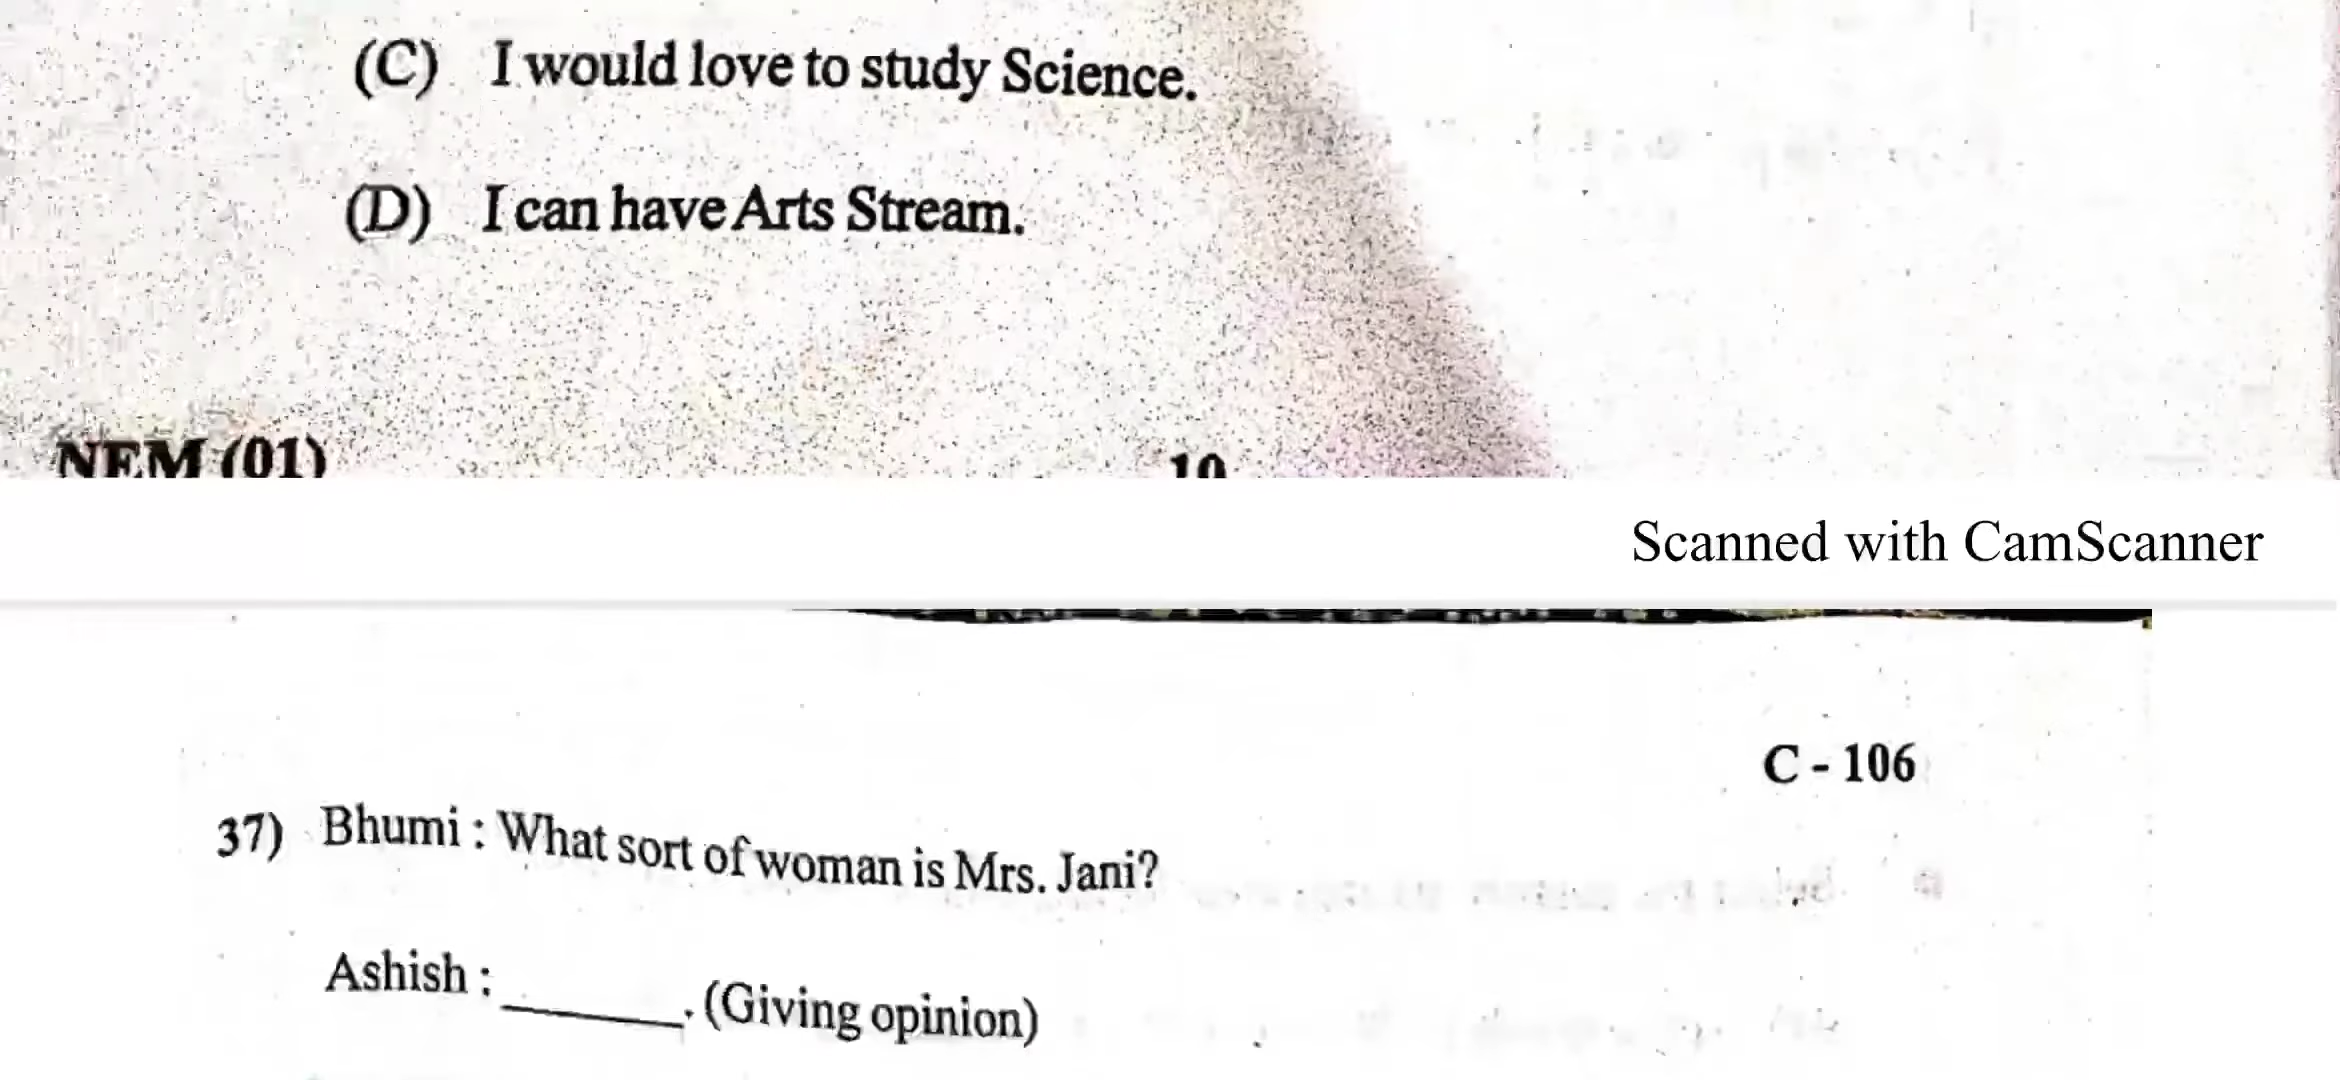 (C) I would love to study Science.
(D) I can have Arts Stream.
NEM (01) 10
Scanned with CamScanner
C - 106
37) Bhumi : What sort of woman is Mrs. Jani?
Ashish : ______. (Giving opinion)